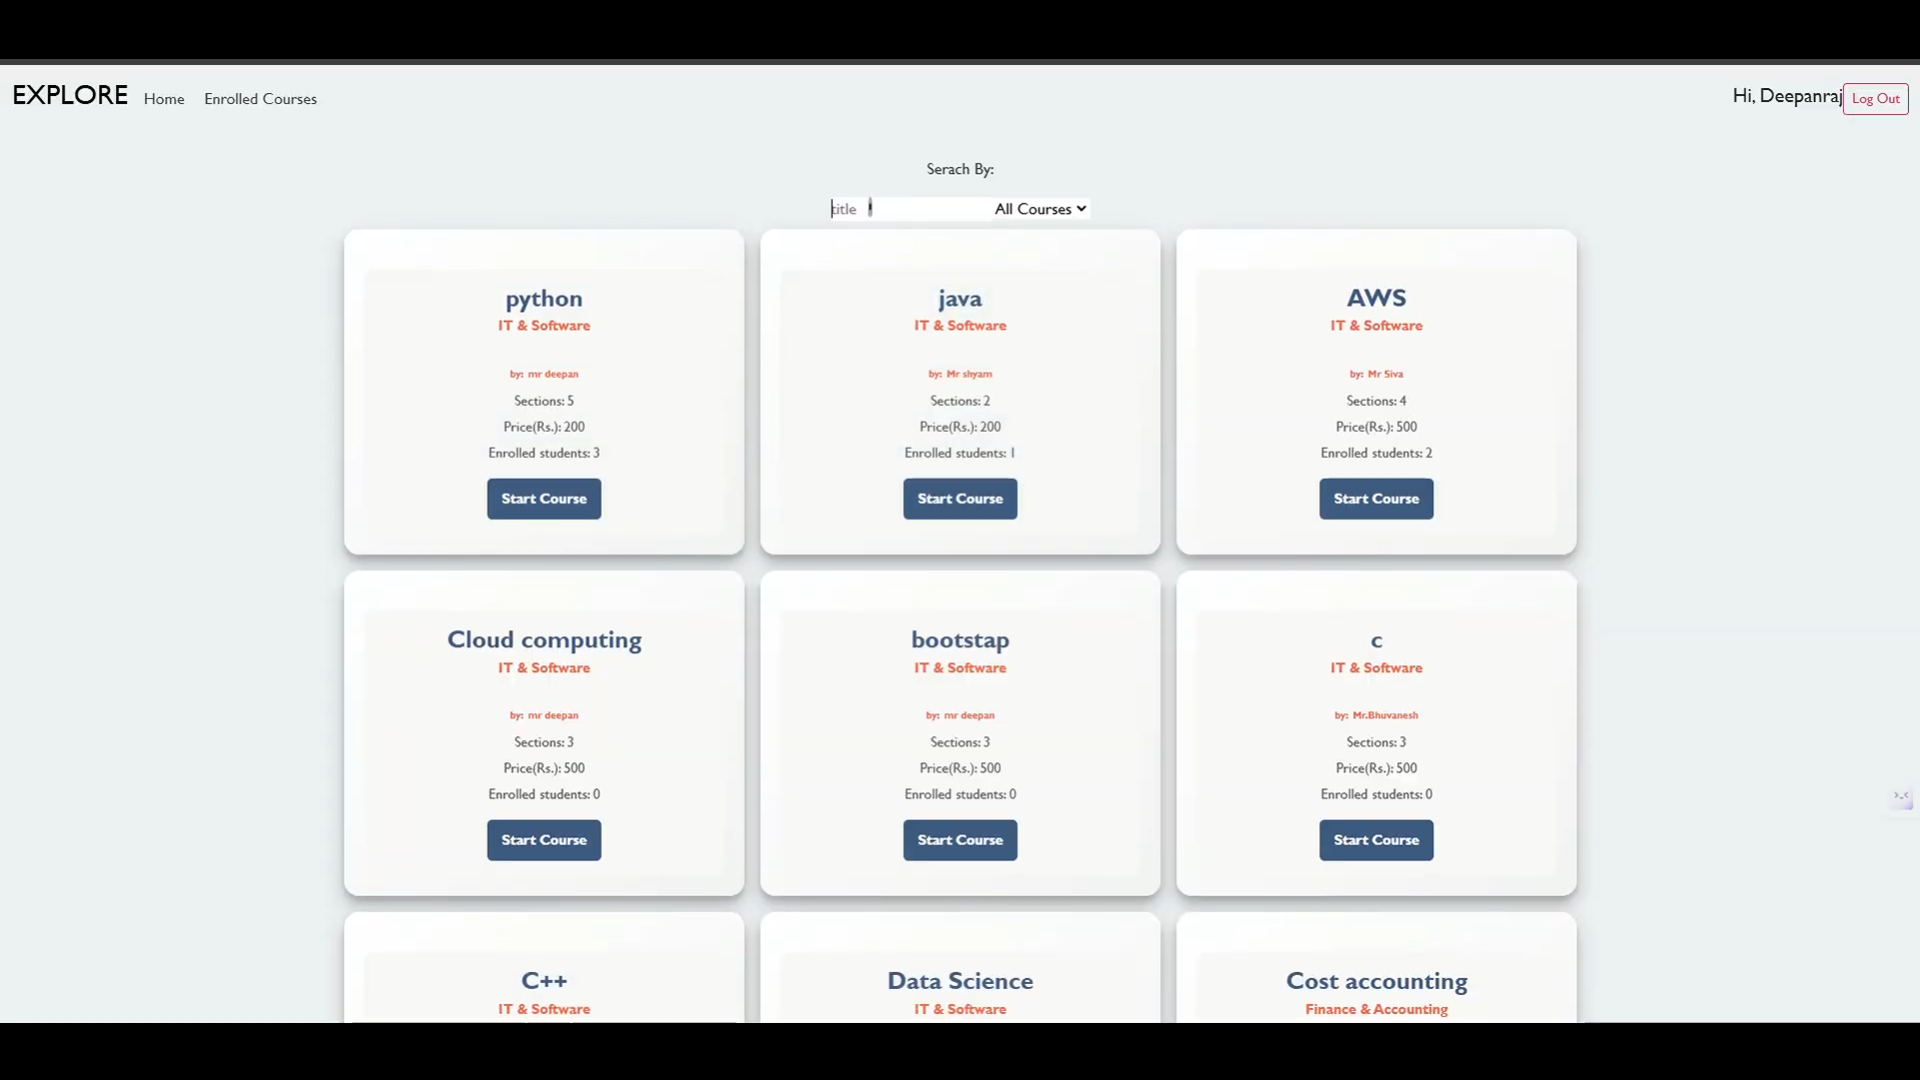 EXPLORE Home Enrolled Courses Hi, Deepanraj Log Out
Serach By:
title All Courses
python java AWS
IT & Software IT & Software IT & Software
by: mr deepan by: Mr shyam by: Mr Siva
Sections: 5 Sections: 2 Sections: 4
Price(Rs.): 200 Price(Rs.): 200 Price(Rs.): 500
Enrolled students: 3 Enrolled students: 1 Enrolled students: 2
Start Course Start Course Start Course
Cloud computing bootstap c
IT & Software IT & Software IT & Software
by: mr deepan by: mr deepan by: Mr.Bhuvanesh
Sections: 3 Sections: 3 Sections: 3
Price(Rs.): 500 Price(Rs.): 500 Price(Rs.): 500
Enrolled students: 0 Enrolled students: 0 Enrolled students: 0
Start Course Start Course Start Course
C++ Data Science Cost accounting
IT & Software IT & Software Finance & Accounting